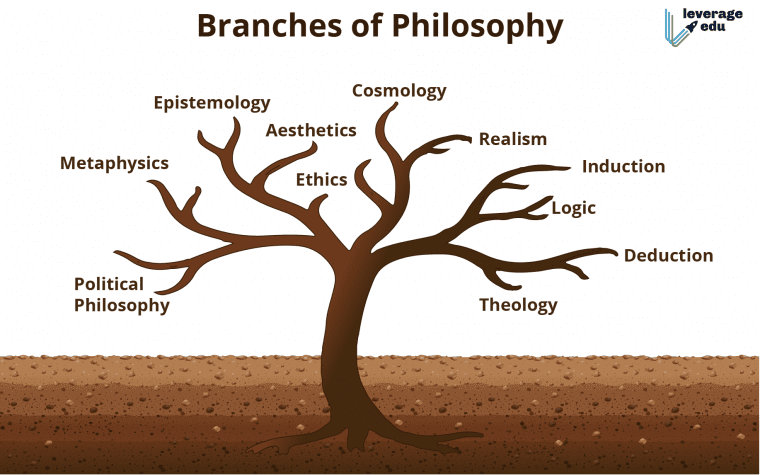 Branches of Philosophy
leverage
edu
Cosmology
Epistemology
Aesthetics
Realism
Metaphysics
Induction
Ethics
Logic
Deduction
Political
Philosophy
Theology